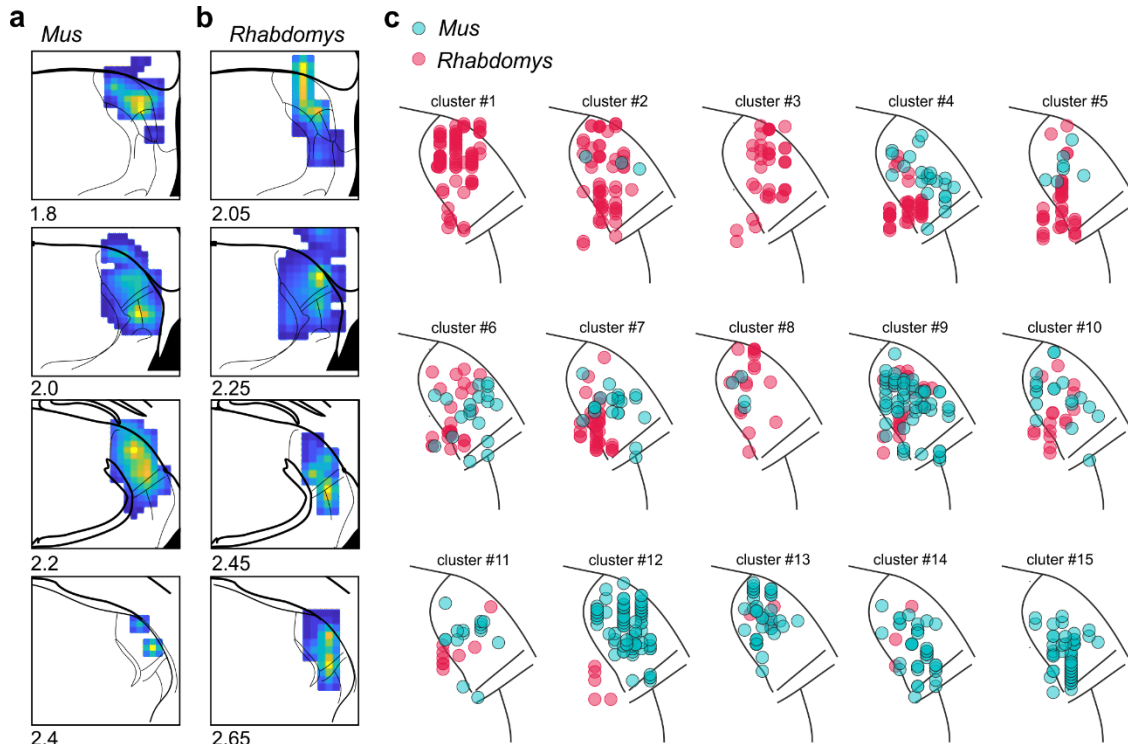 a
Mus
b
Rhabdomys
c
Mus
Rhabdomys
1.8
2.05
2.0
2.25
2.2
2.45
2.4
2.65
cluster #1
cluster #2
cluster #3
cluster #4
cluster #5
cluster #6
cluster #7
cluster #8
cluster #9
cluster #10
cluster #11
cluster #12
cluster #13
cluster #14
cluter #15